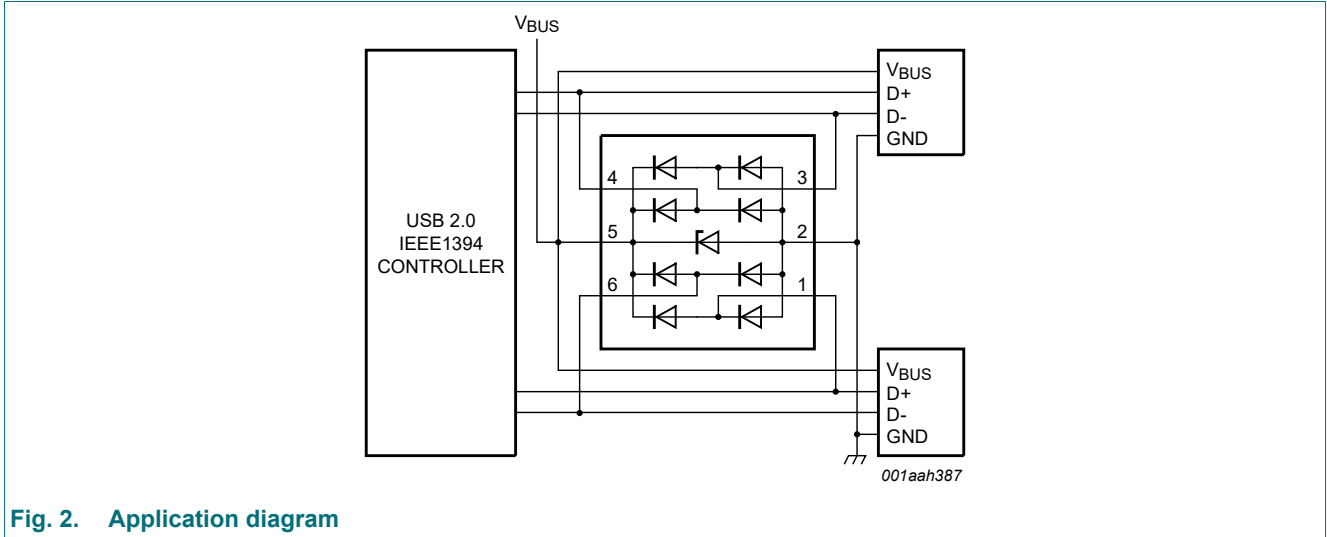 VBUS
USB 2.0
IEEE1394
CONTROLLER
4
5
6
3
2
1
VBUS
D+
D-
GND
VBUS
D+
D-
GND
001aah387
Fig. 2. Application diagram